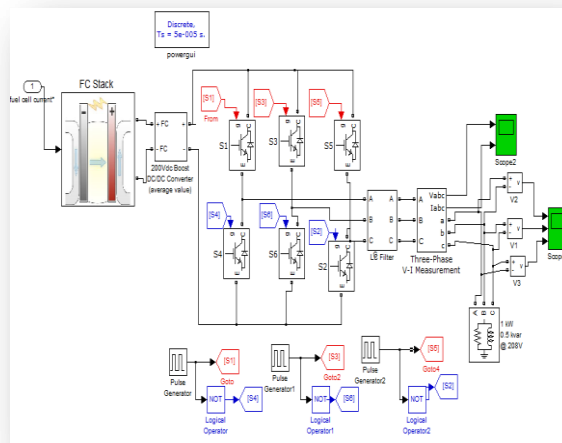 Discrete,
Ts = 5e-005 s.
powergui
1
fuel cell current"
FC Stack
+ FC
- FC
+
-
200Vdc Boost
DC/DC Converter
(average value)
[S1]
From
[S3]
[S5]
g
C
E
S1
g
C
E
S3
g
C
E
S5
[S4]
[S6]
[S2]
g
C
E
S4
g
C
E
S6
g
C
E
S2
A
B
C
LC Filter
A
B
C
A
B
C
Vabc
Iabc
a
b
c
Three-Phase
V-I Measurement
Scope2
+
-
v
V2
+
-
v
V1
+
-
v
V3
Scope
A
B
C
1 kW
0.5 kvar
@ 208V
Pulse
Generator
[S1]
Goto
NOT
[S4]
Logical
Operator
Pulse
Generator1
[S3]
Goto2
NOT
[S6]
Logical
Operator1
Pulse
Generator2
[S5]
Goto4
NOT
[S2]
Logical
Operator2